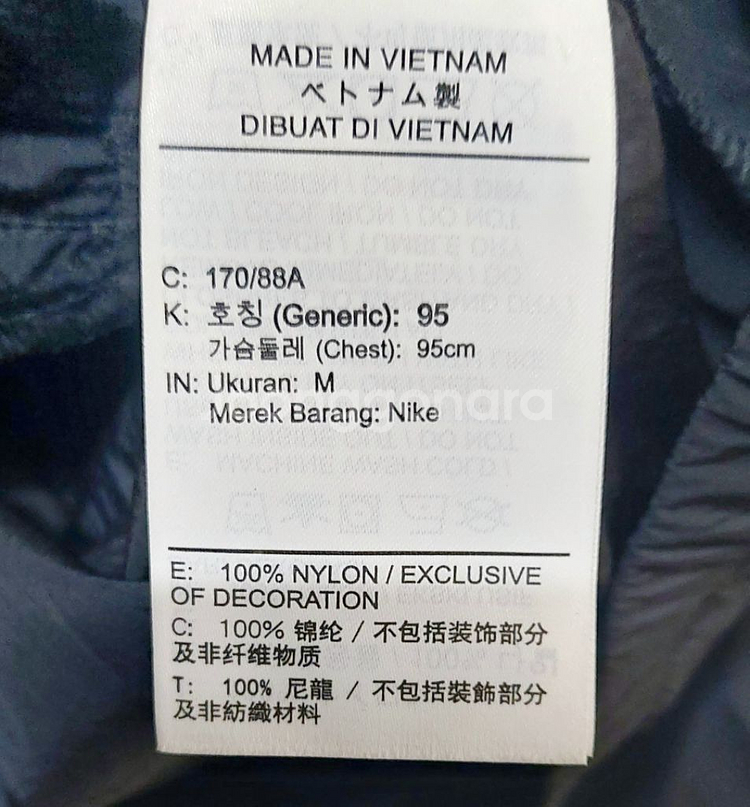 MADE IN VIETNAM
ベトナム製
DIBUAT DI VIETNAM
C: 170/88A
K: 호칭 (Generic): 95
가슴둘레 (Chest): 95cm
IN: Ukuran: M
Merek Barang: Nike
E: 100% NYLON / EXCLUSIVE
OF DECORATION
C: 100% 锦纶 / 不包括装饰部分
及非纤维物质
T: 100% 尼龍 / 不包括裝飾部分
及非紡織材料